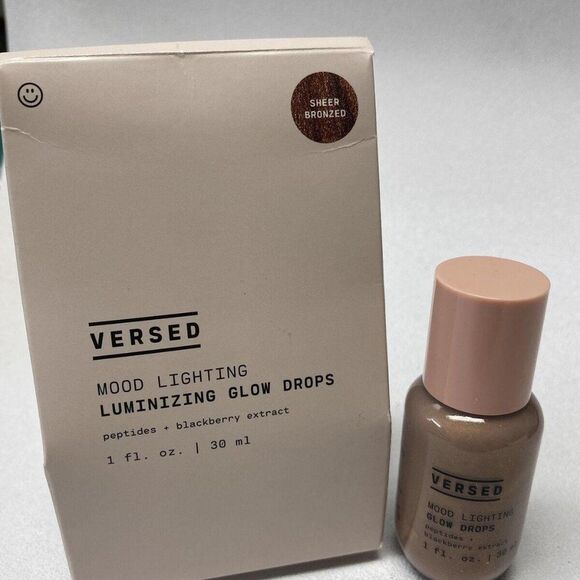 SHEER
BRONZED
VERSED
MOOD LIGHTING
LUMINIZING GLOW DROPS
peptides + blackberry extract
1 fl. oz. | 30 ml
VERSED
MOOD LIGHTING
GLOW DROPS
peptides +
blackberry extract
1 fl. oz. | 30 ml